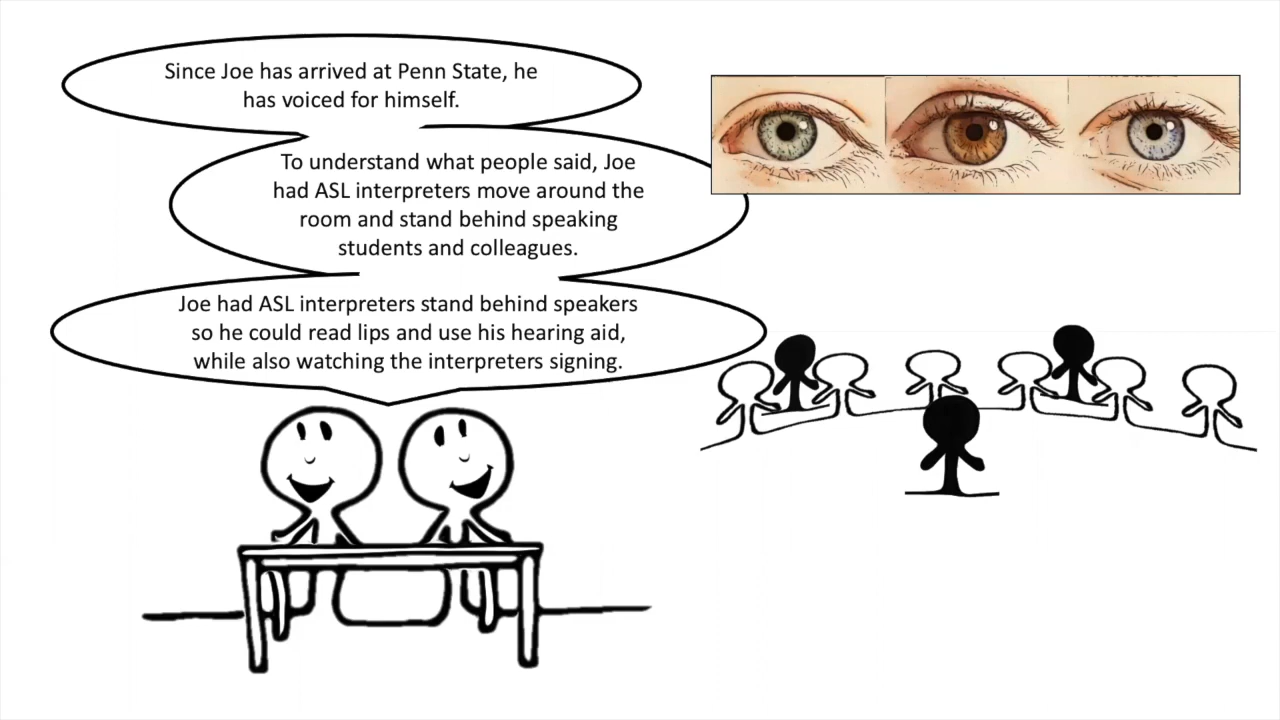 Since Joe has arrived at Penn State, he
has voiced for himself.
To understand what people said, Joe
had ASL interpreters move around the
room and stand behind speaking
students and colleagues.
Joe had ASL interpreters stand behind speakers
so he could read lips and use his hearing aid,
while also watching the interpreters signing.